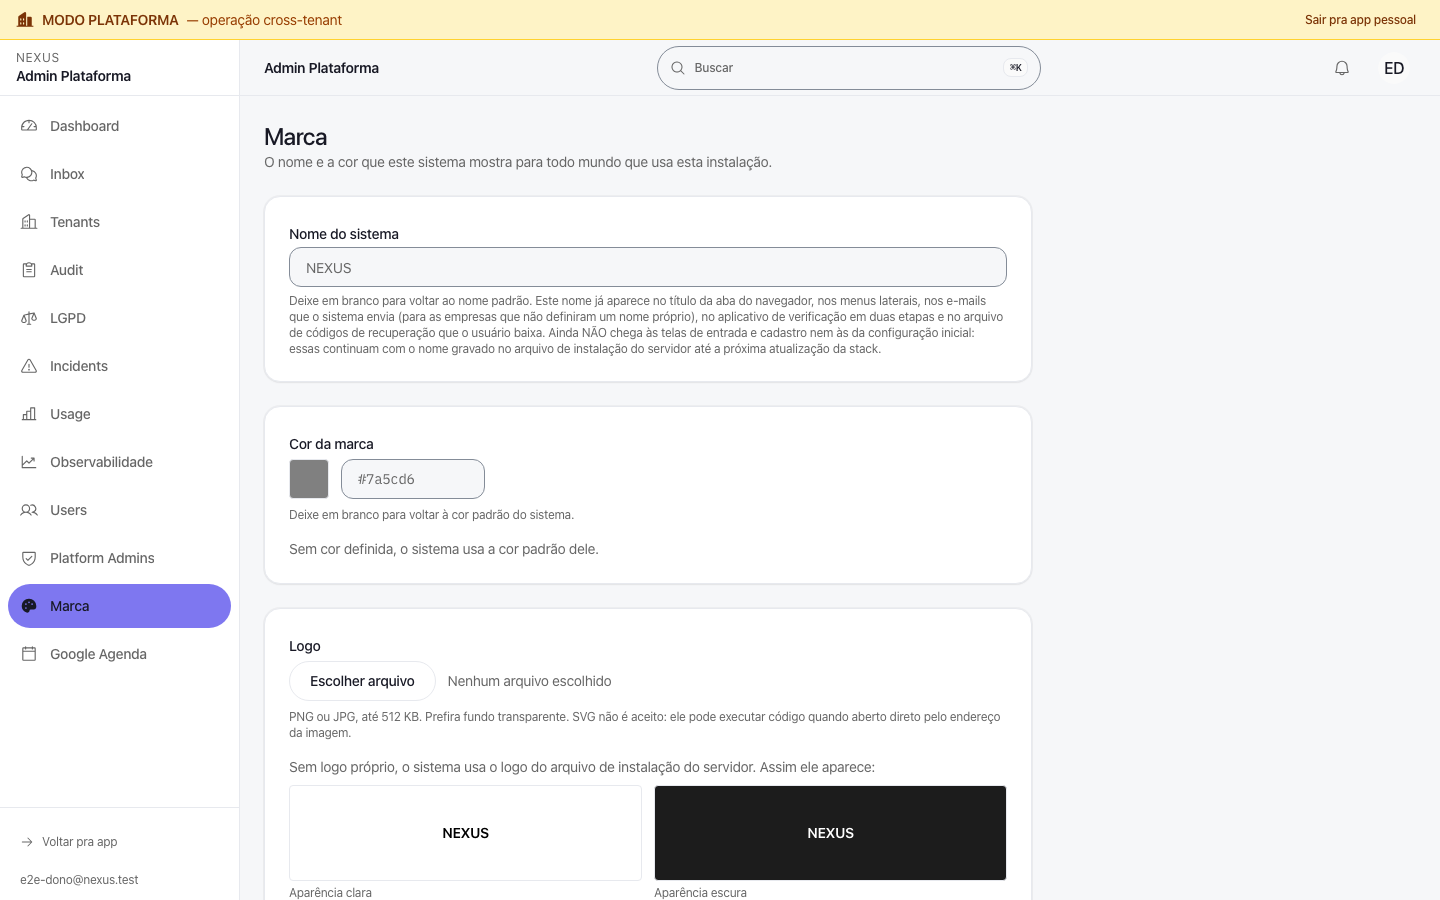 MODO PLATAFORMA — operação cross-tenant
Sair pra app pessoal
NEXUS
Admin Plataforma
Admin Plataforma
Buscar
⌘K
ED
Dashboard
Inbox
Tenants
Audit
LGPD
Incidents
Usage
Observabilidade
Users
Platform Admins
Marca
Google Agenda
Voltar pra app
e2e-dono@nexus.test
Marca
O nome e a cor que este sistema mostra para todo mundo que usa esta instalação.
Nome do sistema
NEXUS
Deixe em branco para voltar ao nome padrão. Este nome já aparece no título da aba do navegador, nos menus laterais, nos e-mails
que o sistema envia (para as empresas que não definiram um nome próprio), no aplicativo de verificação em duas etapas e no arquivo
de códigos de recuperação que o usuário baixa. Ainda NÃO chega às telas de entrada e cadastro nem às da configuração inicial:
essas continuam com o nome gravado no arquivo de instalação do servidor até a próxima atualização da stack.
Cor da marca
#7a5cd6
Deixe em branco para voltar à cor padrão do sistema.
Sem cor definida, o sistema usa a cor padrão dele.
Logo
Escolher arquivo
Nenhum arquivo escolhido
PNG ou JPG, até 512 KB. Prefira fundo transparente. SVG não é aceito: ele pode executar código quando aberto direto pelo endereço
da imagem.
Sem logo próprio, o sistema usa o logo do arquivo de instalação do servidor. Assim ele aparece:
NEXUS
NEXUS
Aparência clara
Aparência escura